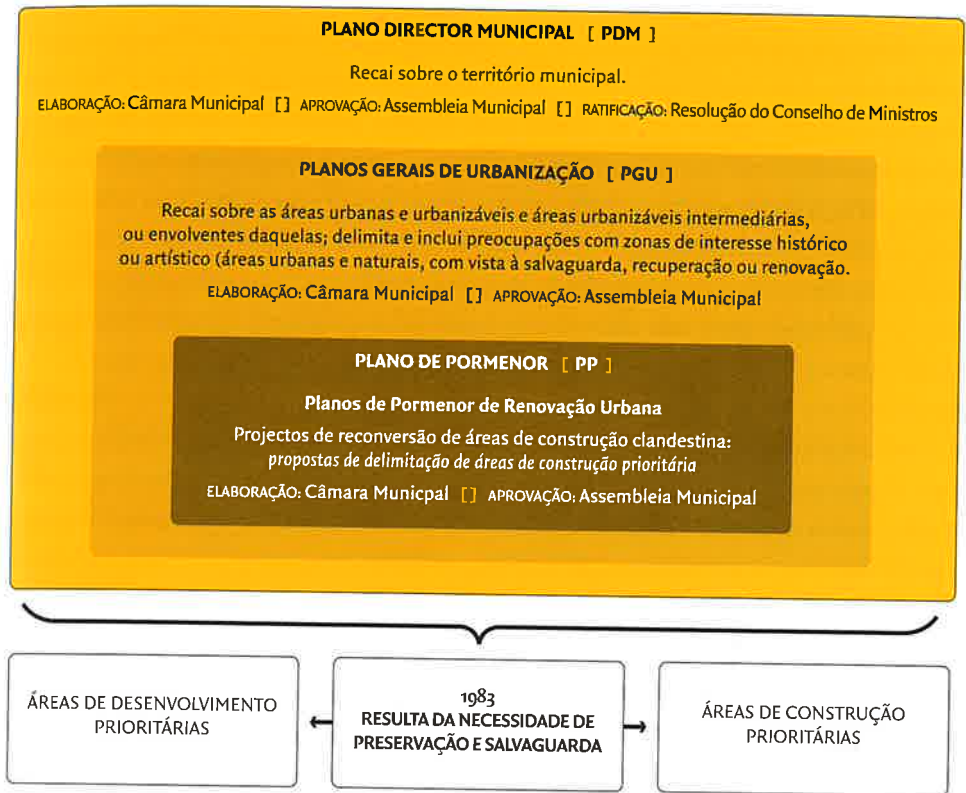 PLANO DIRECTOR MUNICIPAL [ PDM ]
Recai sobre o território municipal.
ELABORAÇÃO: Câmara Municipal [] APROVAÇÃO: Assembleia Municipal [] RATIFICAÇÃO: Resolução do Conselho de Ministros
PLANOS GERAIS DE URBANIZAÇÃO [ PGU ]
Recai sobre as áreas urbanas e urbanizáveis e áreas urbanizáveis intermediárias,
ou envolventes daquelas; delimita e inclui preocupações com zonas de interesse histórico
ou artístico (áreas urbanas e naturais, com vista à salvaguarda, recuperação ou renovação.
ELABORAÇÃO: Câmara Municipal [] APROVAÇÃO: Assembleia Municipal
PLANO DE PORMENOR [ PP ]
Planos de Pormenor de Renovação Urbana
Projectos de reconversão de áreas de construção clandestina:
propostas de delimitação de áreas de construção prioritária
ELABORAÇÃO: Câmara Municpal [] APROVAÇÃO: Assembleia Municipal
ÁREAS DE DESENVOLVIMENTO
PRIORITÁRIAS
1983
RESULTA DA NECESSIDADE DE
PRESERVAÇÃO E SALVAGUARDA
ÁREAS DE CONSTRUÇÃO
PRIORITÁRIAS